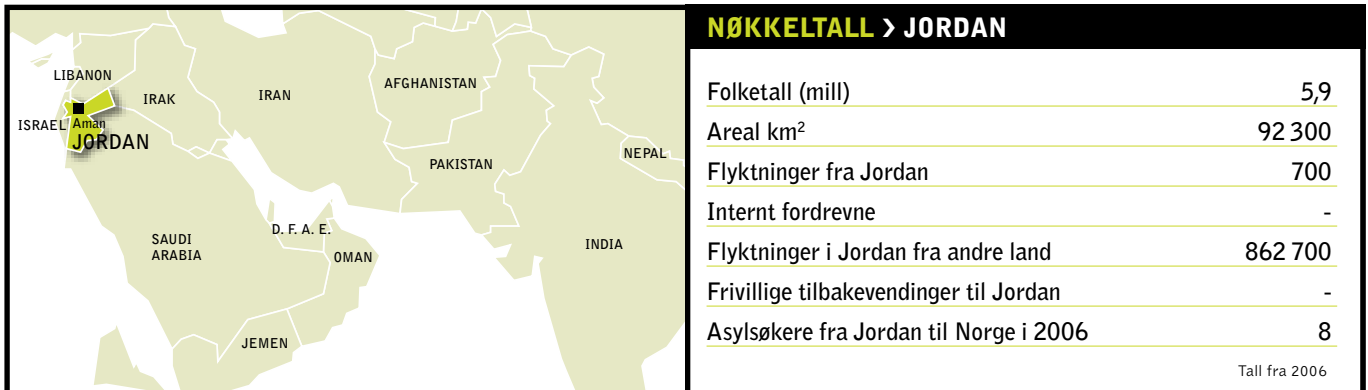 LIBANON
IRAK
IRAN
AFGHANISTAN
ISRAEL Aman
JORDAN
PAKISTAN
NEPAL
D. F. A. E.
SAUDI
ARABIA
OMAN
INDIA
JEMEN
NØKKELTALL > JORDAN
Folketall (mill) 5,9
Areal km² 92 300
Flyktninger fra Jordan 700
Internt fordrevne -
Flyktninger i Jordan fra andre land 862 700
Frivillige tilbakevendinger til Jordan -
Asylsøkere fra Jordan til Norge i 2006 8
Tall fra 2006